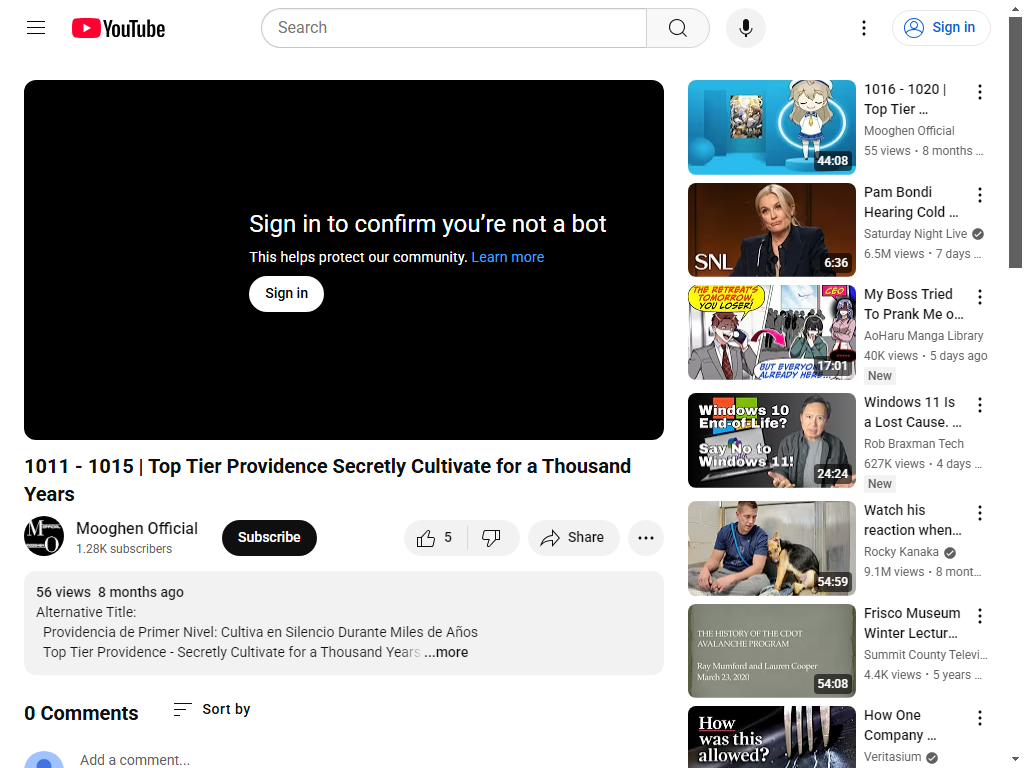 YouTube
Search
Sign in
Sign in to confirm you’re not a bot
This helps protect our community. Learn more
Sign in
1011 - 1015 | Top Tier Providence Secretly Cultivate for a Thousand
Years
Mooghen Official
1.28K subscribers
Subscribe
5
Share
56 views 8 months ago
Alternative Title:
Providencia de Primer Nivel: Cultiva en Silencio Durante Miles de Años
Top Tier Providence - Secretly Cultivate for a Thousand Years ...more
0 Comments
Sort by
Add a comment...
44:08
1016 - 1020 |
Top Tier ...
Mooghen Official
55 views • 8 months ...
SNL
6:36
Pam Bondi
Hearing Cold ...
Saturday Night Live
6.5M views • 7 days ...
THE RETREAT'S
TOMORROW,
YOU LOSER!
CEO
BUT EVERYONE
ALREADY HERE...
17:01
My Boss Tried
To Prank Me o...
AoHaru Manga Library
40K views • 5 days ago
New
Windows 10
End-of-Life?
Say No to
Windows 11!
24:24
Windows 11 Is
a Lost Cause. ...
Rob Braxman Tech
627K views • 4 days ...
New
54:59
Watch his
reaction when...
Rocky Kanaka
9.1M views • 8 mont...
THE HISTORY OF THE CDOT
AVALANCHE PROGRAM
Ray Mumford and Lauren Cooper
March 23, 2020
54:08
Frisco Museum
Winter Lectur...
Summit County Televi...
4.4K views • 5 years ...
How
was this
allowed?
How One
Company ...
Veritasium